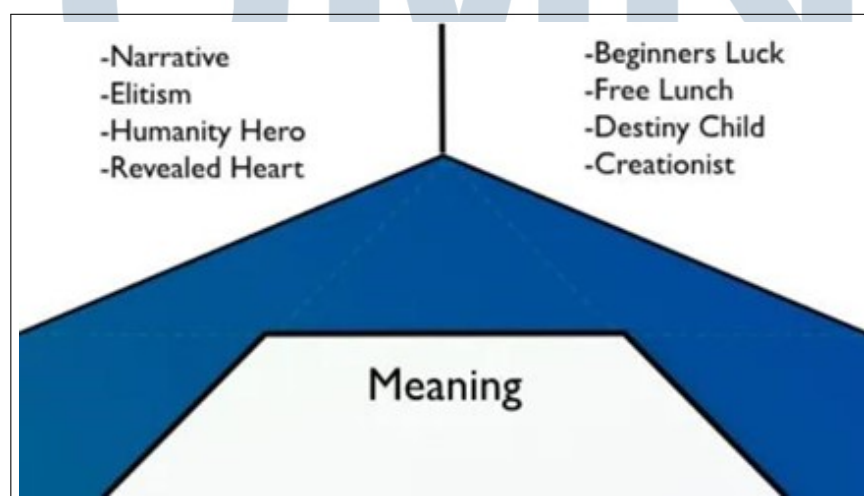 -Narrative
-Elitism
-Humanity Hero
-Revealed Heart
-Beginners Luck
-Free Lunch
-Destiny Child
-Creationist
Meaning